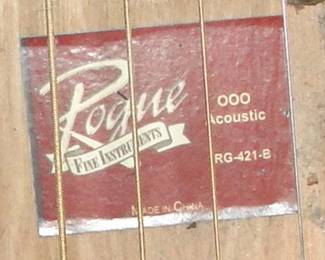 Rogue
FINE INSTRUMENTS
OOO
Acoustic
RG-421-B
MADE IN CHINA